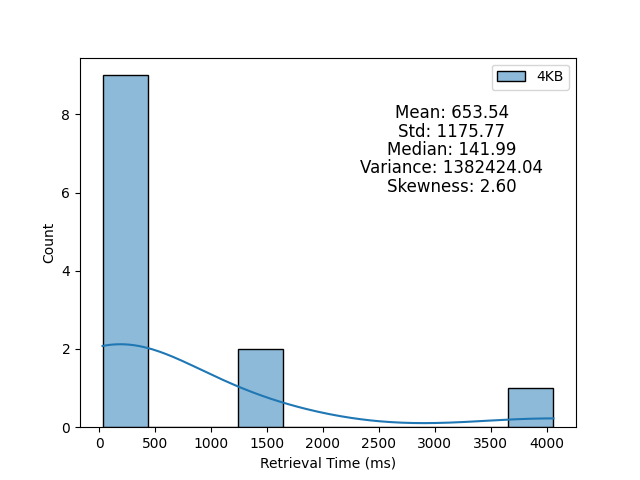 4KB
Mean: 653.54
Std: 1175.77
Median: 141.99
Variance: 1382424.04
Skewness: 2.60
Count
8
6
4
2
0
0 500 1000 1500 2000 2500 3000 3500 4000
Retrieval Time (ms)